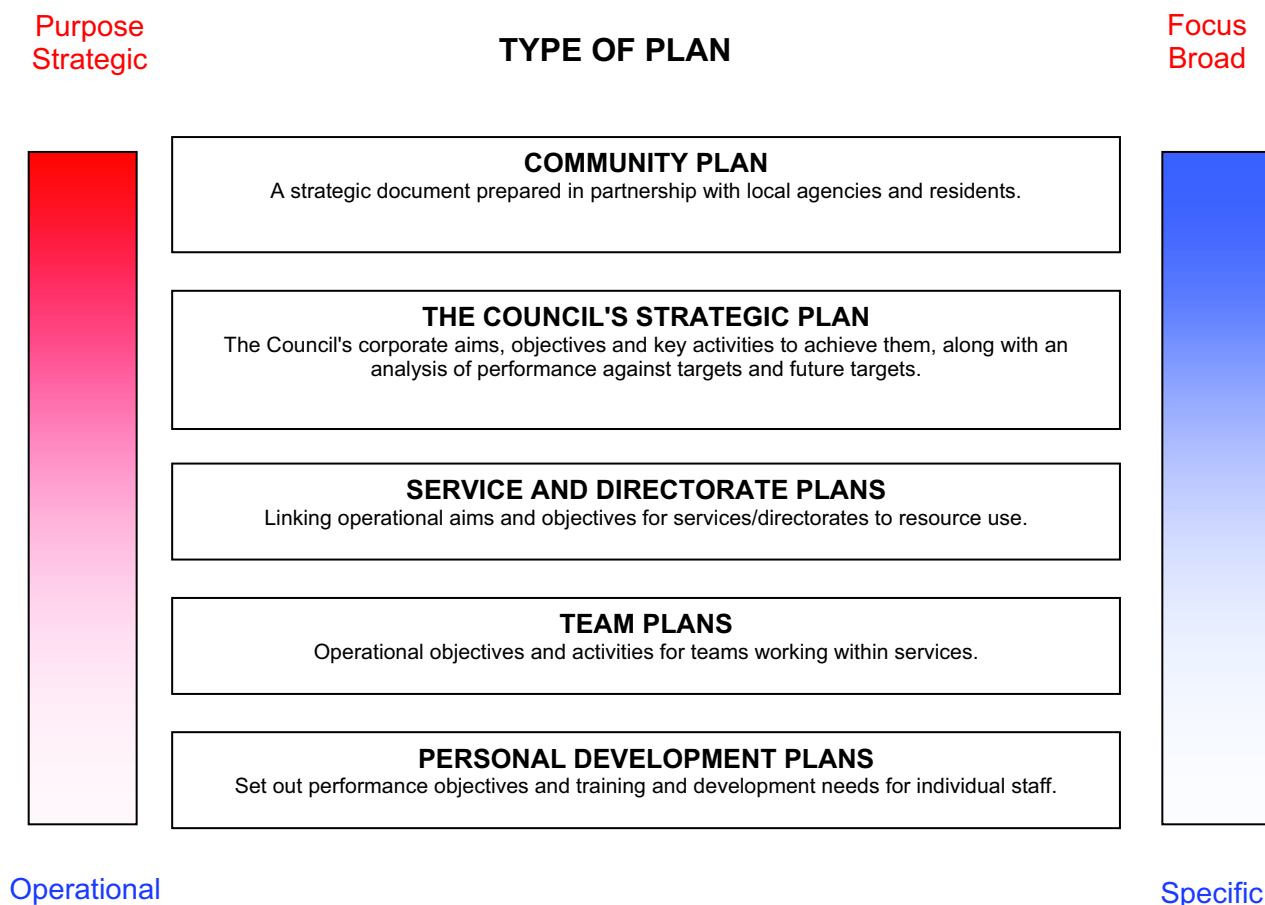 Purpose
Strategic
TYPE OF PLAN
Focus
Broad
COMMUNITY PLAN
A strategic document prepared in partnership with local agencies and residents.
THE COUNCIL'S STRATEGIC PLAN
The Council's corporate aims, objectives and key activities to achieve them, along with an
analysis of performance against targets and future targets.
SERVICE AND DIRECTORATE PLANS
Linking operational aims and objectives for services/directorates to resource use.
TEAM PLANS
Operational objectives and activities for teams working within services.
PERSONAL DEVELOPMENT PLANS
Set out performance objectives and training and development needs for individual staff.
Operational
Specific